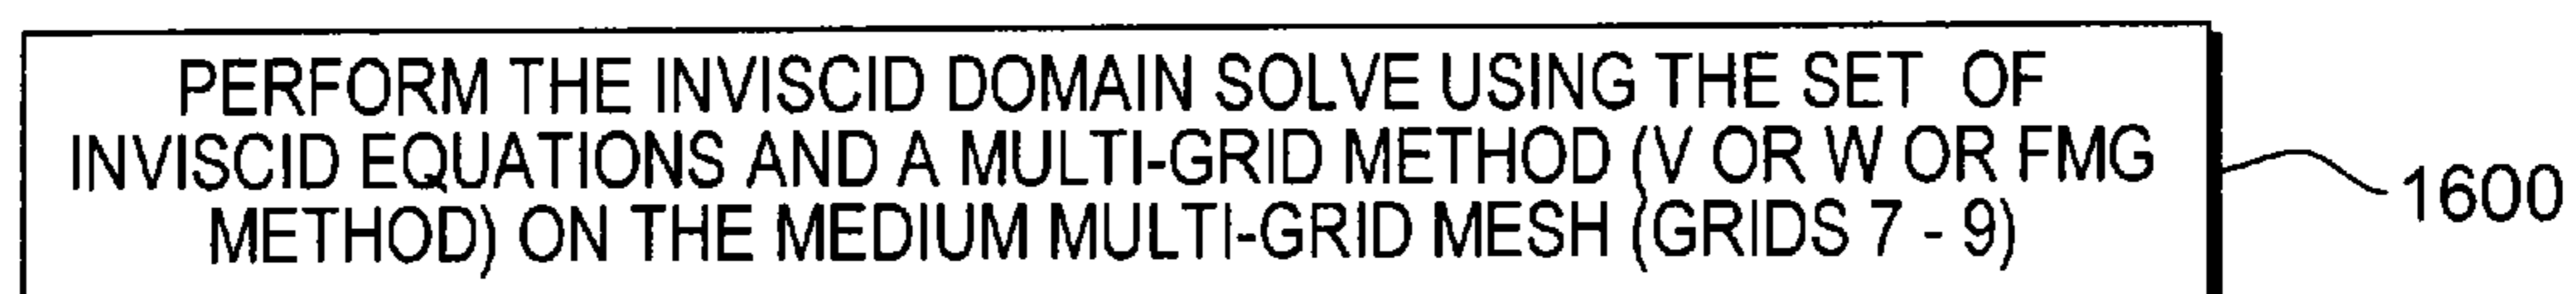 PERFORM THE INVISCID DOMAIN SOLVE USING THE SET OF
INVISCID EQUATIONS AND A MULTI-GRID METHOD (V OR W OR FMG
METHOD) ON THE MEDIUM MULTI-GRID MESH (GRIDS 7 - 9)
1600